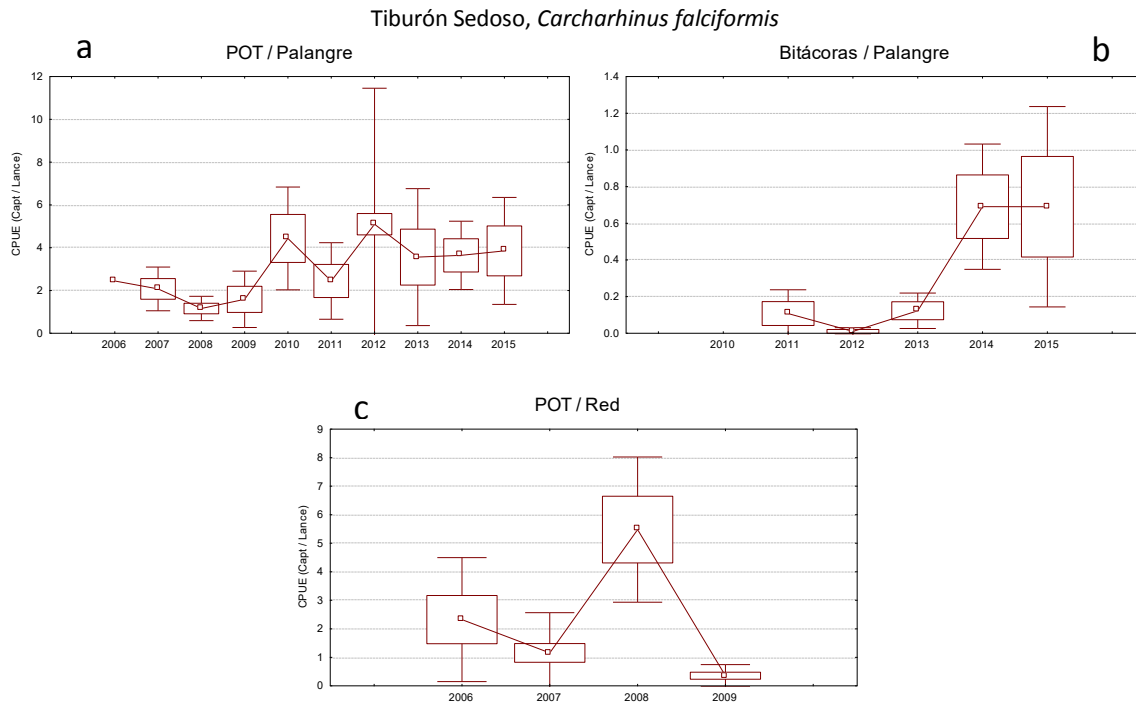 Tiburón Sedoso, Carcharhinus falciformis
a
POT / Palangre
CPUE (Capt / Lance)
12
10
8
6
4
2
0
2006 2007 2008 2009 2010 2011 2012 2013 2014 2015
Bitácoras / Palangre
b
CPUE (Capt / Lance)
1.4
1.2
1.0
0.8
0.6
0.4
0.2
0.0
2010 2011 2012 2013 2014 2015
c
POT / Red
CPUE (Capt / Lance)
9
8
7
6
5
4
3
2
1
0
2006 2007 2008 2009